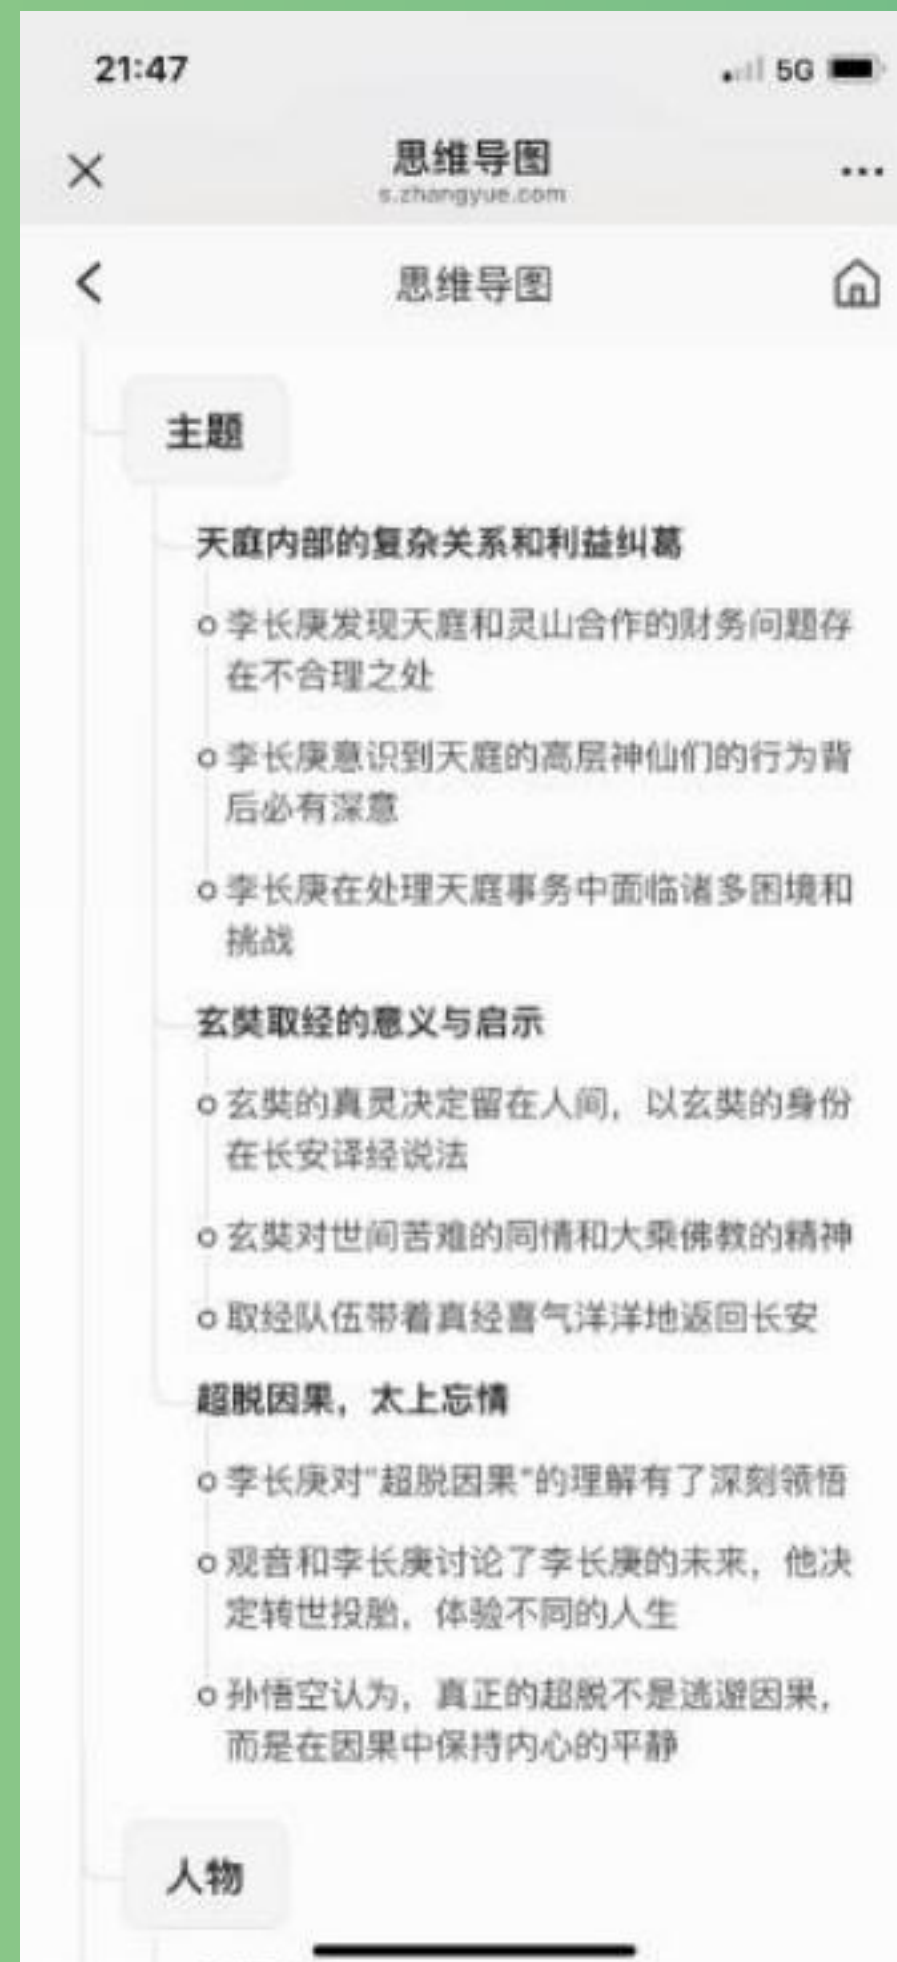 21:47
5G
思维导图
s.zhangyue.com
思维导图
主题
天庭内部的复杂关系和利益纠葛
李长庚发现天庭和灵山合作的财务问题存
在不合理之处
李长庚意识到天庭的高层神仙们的行为背
后必有深意
李长庚在处理天庭事务中面临诸多困境和
挑战
玄奘取经的意义与启示
玄奘的真灵决定留在人间，以玄奘的身份
在长安译经说法
玄奘对世间苦难的同情和大乘佛教的精神
取经队伍带着真经喜气洋洋地返回长安
超脱因果，太上忘情
李长庚对“超脱因果”的理解有了深刻领悟
观音和李长庚讨论了李长庚的未来，他决
定转世投胎，体验不同的人生
孙悟空认为，真正的超脱不是逃避因果，
而是在因果中保持内心的平静
人物